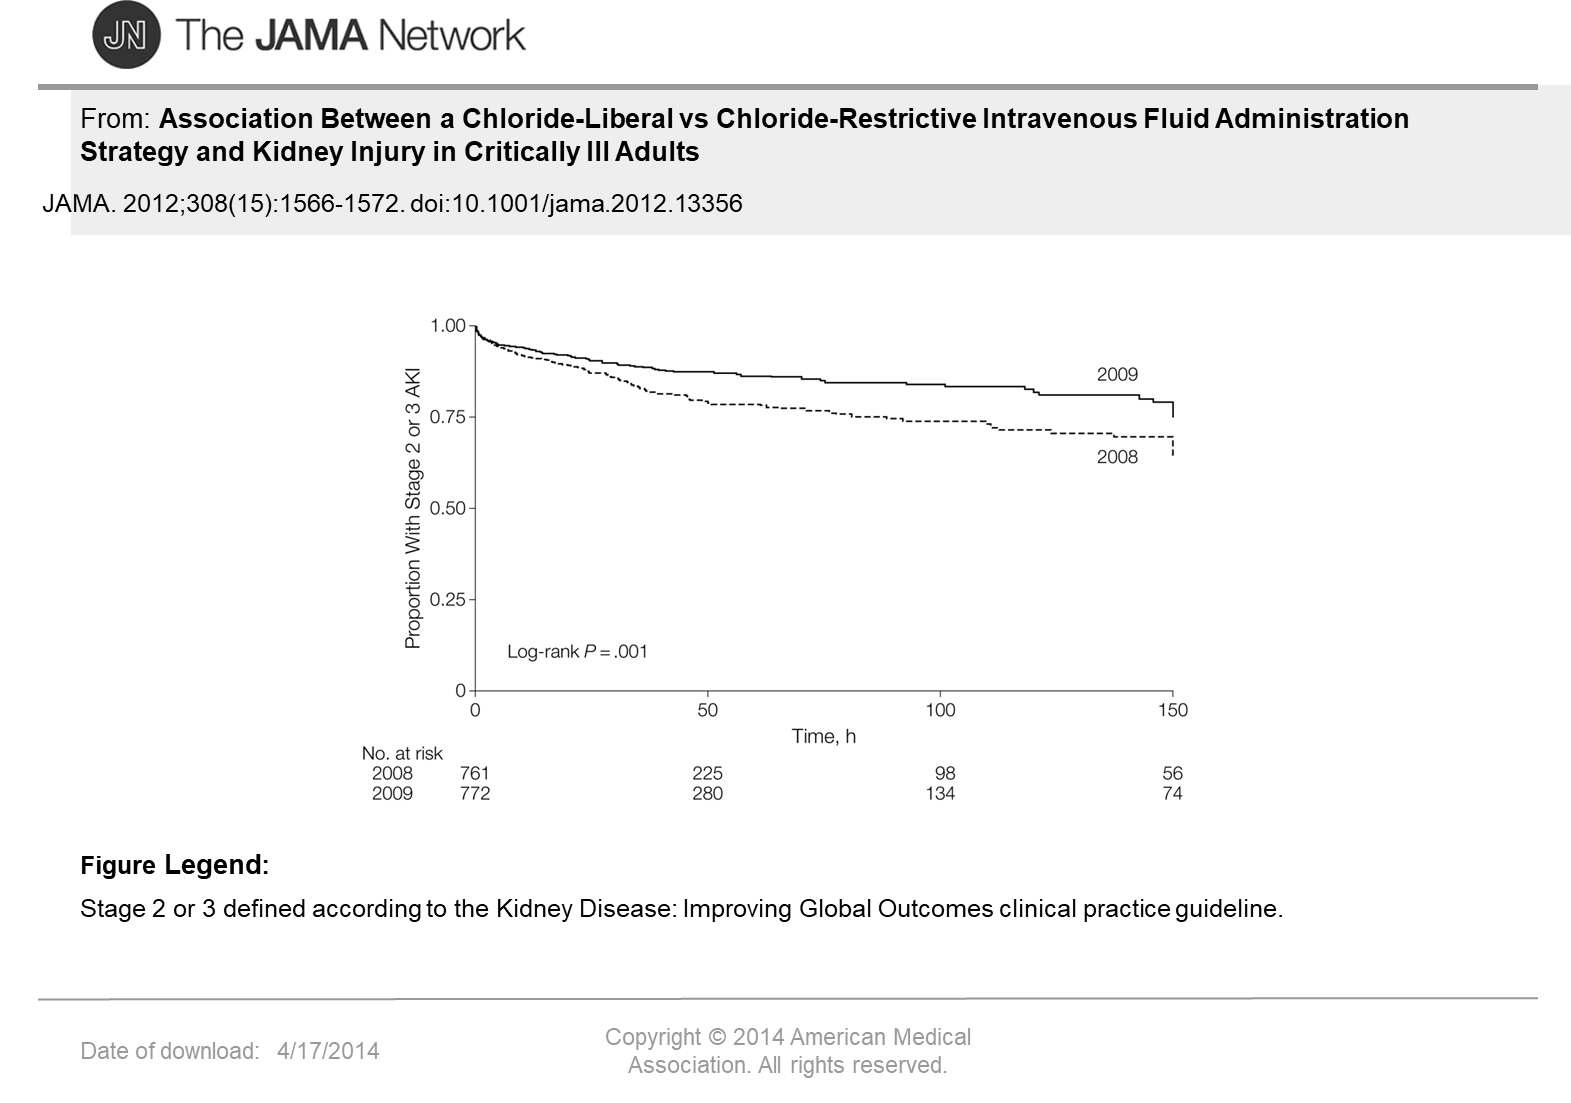 JN The JAMA Network
From: Association Between a Chloride-Liberal vs Chloride-Restrictive Intravenous Fluid Administration
Strategy and Kidney Injury in Critically Ill Adults
JAMA. 2012;308(15):1566-1572. doi:10.1001/jama.2012.13356
Proportion With Stage 2 or 3 AKI
1.00
0.75
0.50
0.25
0
2009
2008
Log-rank P = .001
0 50 100 150
Time, h
No. at risk
2008 761 225 98 56
2009 772 280 134 74
Figure Legend:
Stage 2 or 3 defined according to the Kidney Disease: Improving Global Outcomes clinical practice guideline.
Date of download: 4/17/2014
Copyright © 2014 American Medical
Association. All rights reserved.